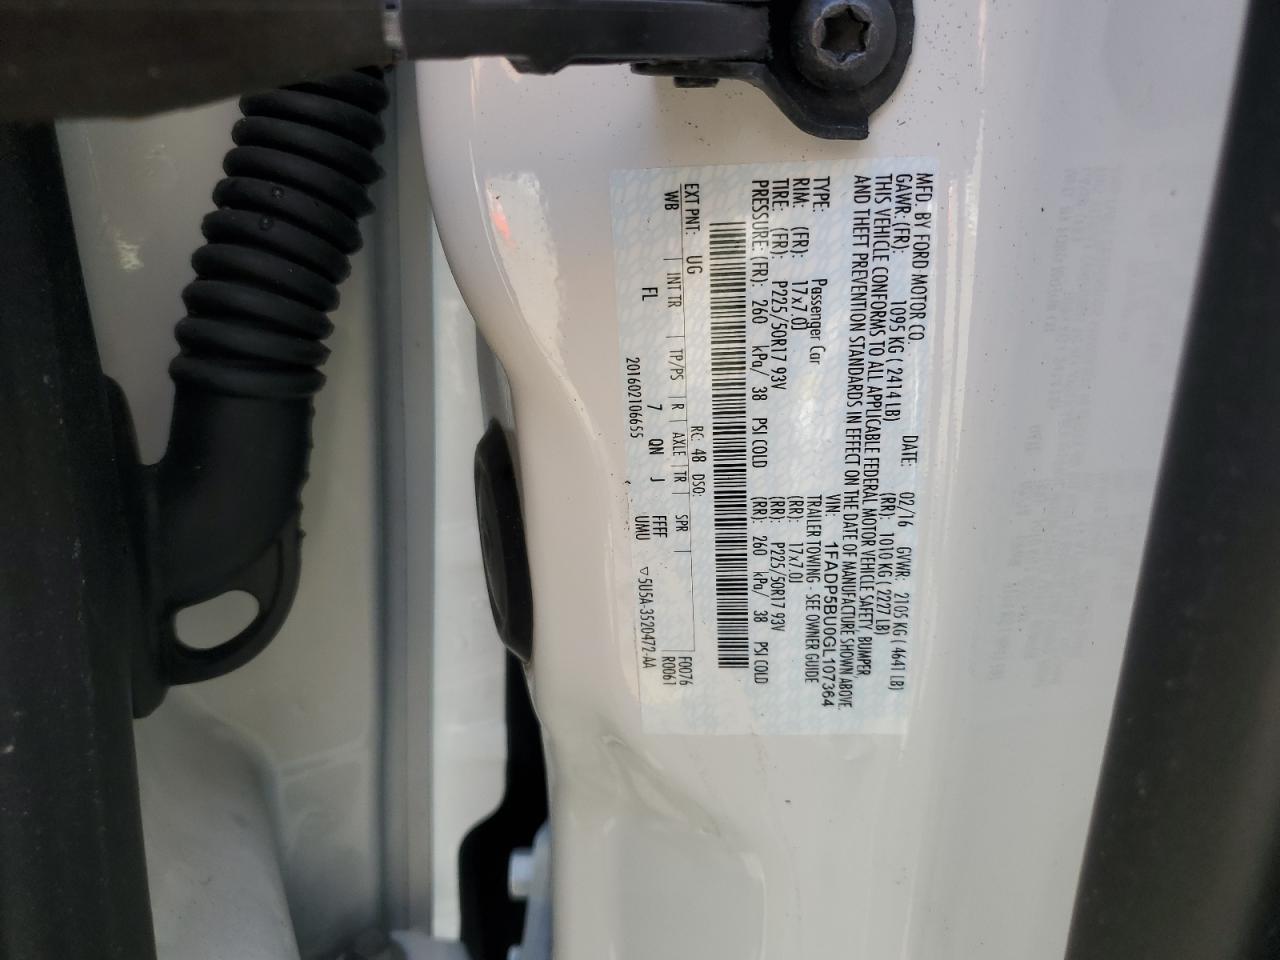 MFD. BY FORD MOTOR CO.
DATE: 02/16 GVWR: 2105 KG ( 4641 LB)
GAWR: (FR): 1095 KG ( 2414 LB) (RR): 1010 KG ( 2227 LB)
THIS VEHICLE CONFORMS TO ALL APPLICABLE FEDERAL MOTOR VEHICLE SAFETY, BUMPER,
AND THEFT PREVENTION STANDARDS IN EFFECT ON THE DATE OF MANUFACTURE SHOWN ABOVE.
VIN: 1FADP5BU0GL107364
TYPE: Passenger Car TRAILER TOWING - SEE OWNER GUIDE
RIM: (FR): 17x7.0J (RR): 17x7.0J
TIRE: (FR): P225/50R17 93V (RR): P225/50R17 93V
PRESSURE: (FR): 260 kPa/ 38 PSI COLD (RR): 260 kPa/ 38 PSI COLD
EXT PNT: UG RC: 48 DSO: F0076
WB | INT TR | TP/PS | R | AXLE | TR | SPR | R0061
FL 7 QN J FFFF
UMU
201602106655 ▽5U5A-3520472-AA